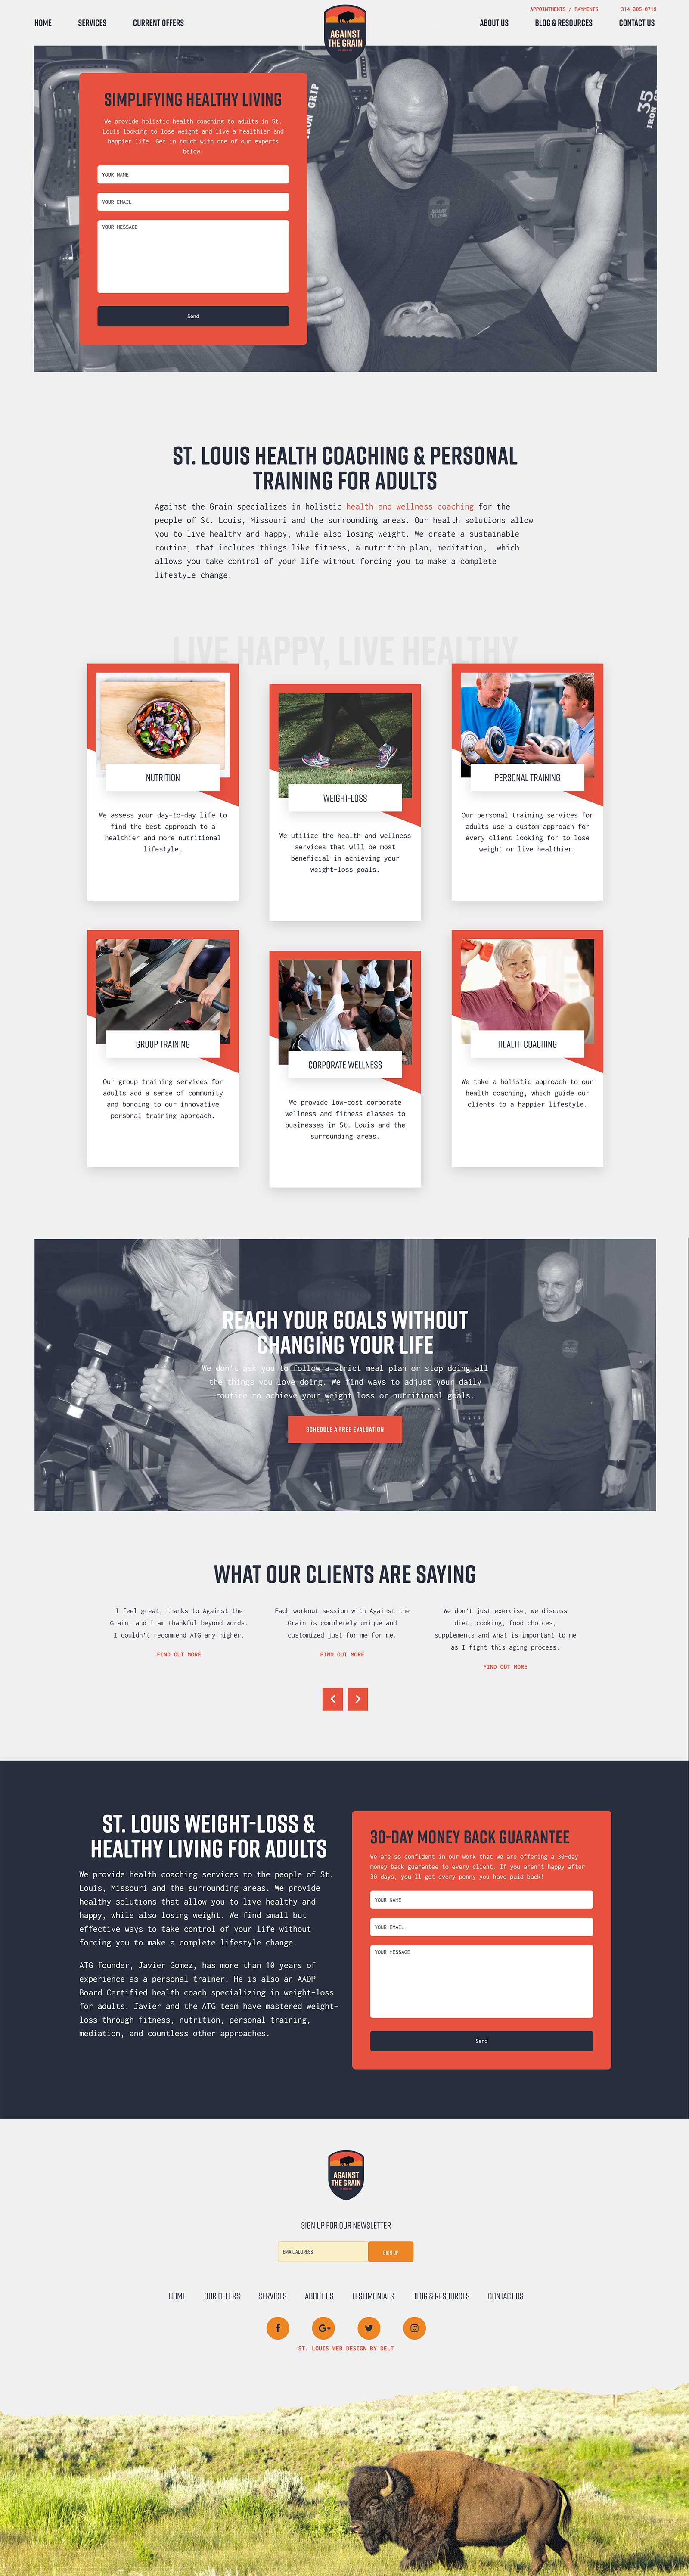 APPOINTMENTS / PAYMENTS 314-305-8719
HOME SERVICES CURRENT OFFERS
AGAINST
THE GRAIN
ABOUT US BLOG & RESOURCES CONTACT US
IRON GRIP
35
IRON
SIMPLIFYING HEALTHY LIVING
We provide holistic health coaching to adults in St.
Louis looking to lose weight and live a healthier and
happier life. Get in touch with one of our experts
below.
YOUR NAME
YOUR EMAIL
YOUR MESSAGE
Send
ST. LOUIS HEALTH COACHING & PERSONAL
TRAINING FOR ADULTS
Against the Grain specializes in holistic health and wellness coaching for the
people of St. Louis, Missouri and the surrounding areas. Our health solutions allow
you to live healthy and happy, while also losing weight. We create a sustainable
routine, that includes things like fitness, a nutrition plan, meditation, which
allows you take control of your life without forcing you to make a complete
lifestyle change.
LIVE HAPPY, LIVE HEALTHY
NUTRITION
We assess your day-to-day life to
find the best approach to a
healthier and more nutritional
lifestyle.
WEIGHT-LOSS
We utilize the health and wellness
services that will be most
beneficial in achieving your
weight-loss goals.
PERSONAL TRAINING
Our personal training services for
adults use a custom approach for
every client looking for to lose
weight or live healthier.
GROUP TRAINING
Our group training services for
adults add a sense of community
and bonding to our innovative
personal training approach.
CORPORATE WELLNESS
We provide low-cost corporate
wellness and fitness classes to
businesses in St. Louis and the
surrounding areas.
HEALTH COACHING
We take a holistic approach to our
health coaching, which guide our
clients to a happier lifestyle.
REACH YOUR GOALS WITHOUT
CHANGING YOUR LIFE
We don't ask you to follow a strict meal plan or stop doing all
the things you love doing. We find ways to adjust your daily
routine to achieve your weight loss or nutritional goals.
SCHEDULE A FREE EVALUATION
WHAT OUR CLIENTS ARE SAYING
I feel great, thanks to Against the
Grain, and I am thankful beyond words.
I couldn't recommend ATG any higher.
FIND OUT MORE
Each workout session with Against the
Grain is completely unique and
customized just for me for me.
FIND OUT MORE
We don't just exercise, we discuss
diet, cooking, food choices,
supplements and what is important to me
as I fight this aging process.
FIND OUT MORE
ST. LOUIS WEIGHT-LOSS &
HEALTHY LIVING FOR ADULTS
We provide health coaching services to the people of St.
Louis, Missouri and the surrounding areas. We provide
healthy solutions that allow you to live healthy and
happy, while also losing weight. We find small but
effective ways to take control of your life without
forcing you to make a complete lifestyle change.
ATG founder, Javier Gomez, has more than 10 years of
experience as a personal trainer. He is also an AADP
Board Certified health coach specializing in weight-loss
for adults. Javier and the ATG team have mastered weight-
loss through fitness, nutrition, personal training,
mediation, and countless other approaches.
30-DAY MONEY BACK GUARANTEE
We are so confident in our work that we are offering a 30-day
money back guarantee to every client. If you aren't happy after
30 days, you'll get every penny you have paid back!
YOUR NAME
YOUR EMAIL
YOUR MESSAGE
Send
AGAINST
THE GRAIN
SIGN UP FOR OUR NEWSLETTER
EMAIL ADDRESS
SIGN UP
HOME OUR OFFERS SERVICES ABOUT US TESTIMONIALS BLOG & RESOURCES CONTACT US
ST. LOUIS WEB DESIGN BY DELT